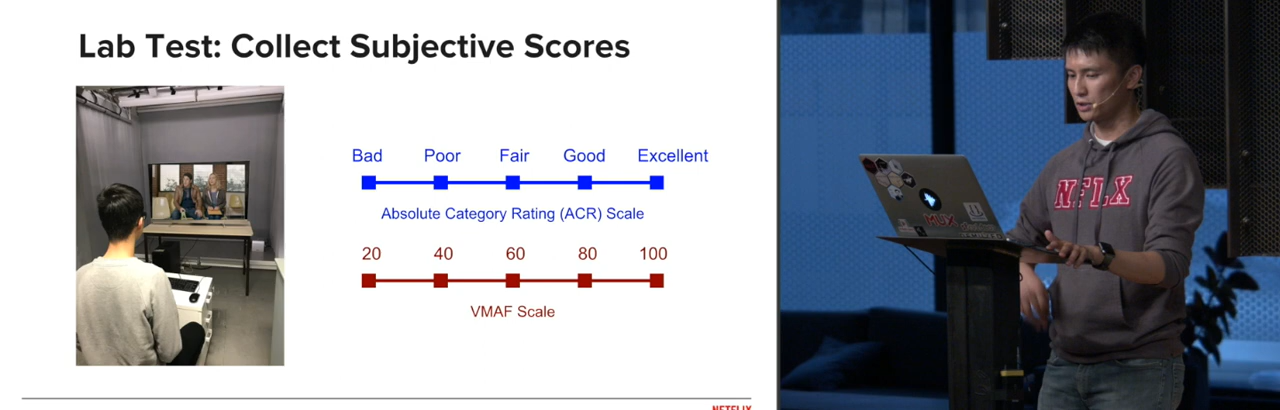 Lab Test: Collect Subjective Scores
Bad Poor Fair Good Excellent
Absolute Category Rating (ACR) Scale
20 40 60 80 100
VMAF Scale
NETFLIX
NFLX
MUX